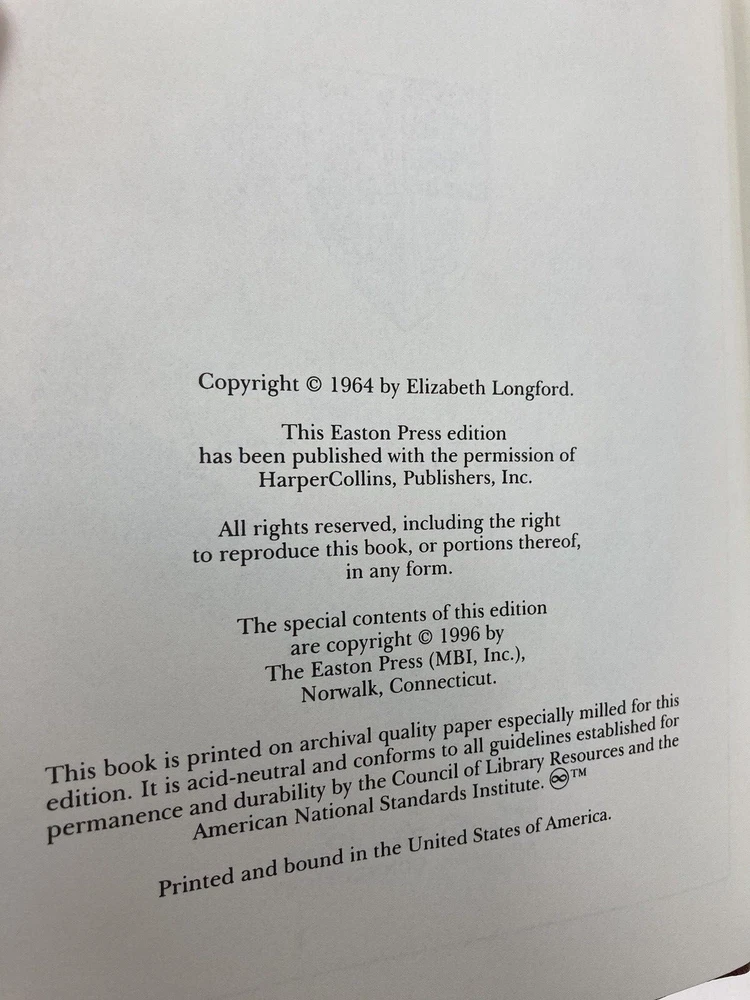 Copyright © 1964 by Elizabeth Longford.
This Easton Press edition
has been published with the permission of
HarperCollins, Publishers, Inc.
All rights reserved, including the right
to reproduce this book, or portions thereof,
in any form.
The special contents of this edition
are copyright © 1996 by
The Easton Press (MBI, Inc.),
Norwalk, Connecticut.
This book is printed on archival quality paper especially milled for this
edition. It is acid-neutral and conforms to all guidelines established for
permanence and durability by the Council of Library Resources and the
American National Standards Institute. ♾™
Printed and bound in the United States of America.